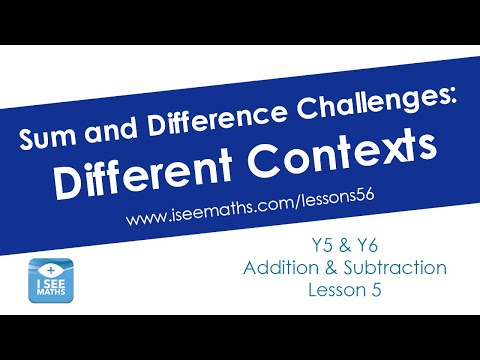 Sum and Difference Challenges:
Different Contexts
www.iseemaths.com/lessons56
Y5 & Y6
Addition & Subtraction
Lesson 5
I SEE
MATHS